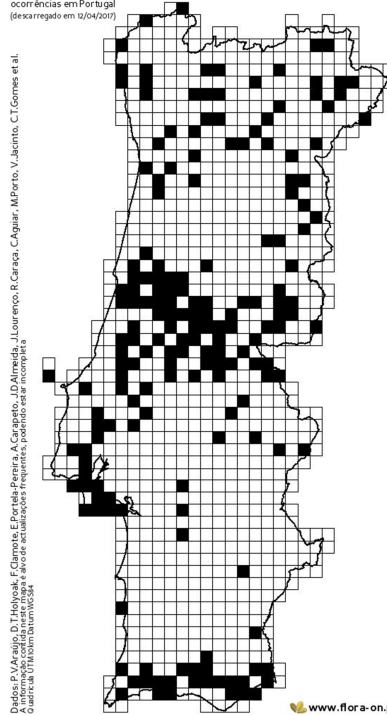 ocorrências em Portugal
(descarregado em 12/04/2017)
Dados: P.V.Araújo, D.T.Holyoak, F.Clamote, E.Portela-Pereira, A.Carapeto, J.D.Almeida, J.Lourenço, R.Caraça, C.Aguiar, M.Porto, V.Jacinto, C.T.Gomes et al.
A informação contida neste mapa é alvo de actualizações frequentes, podendo estar incompleta
Quadrícula UTM 10km Datum WGS84
www.flora-on.